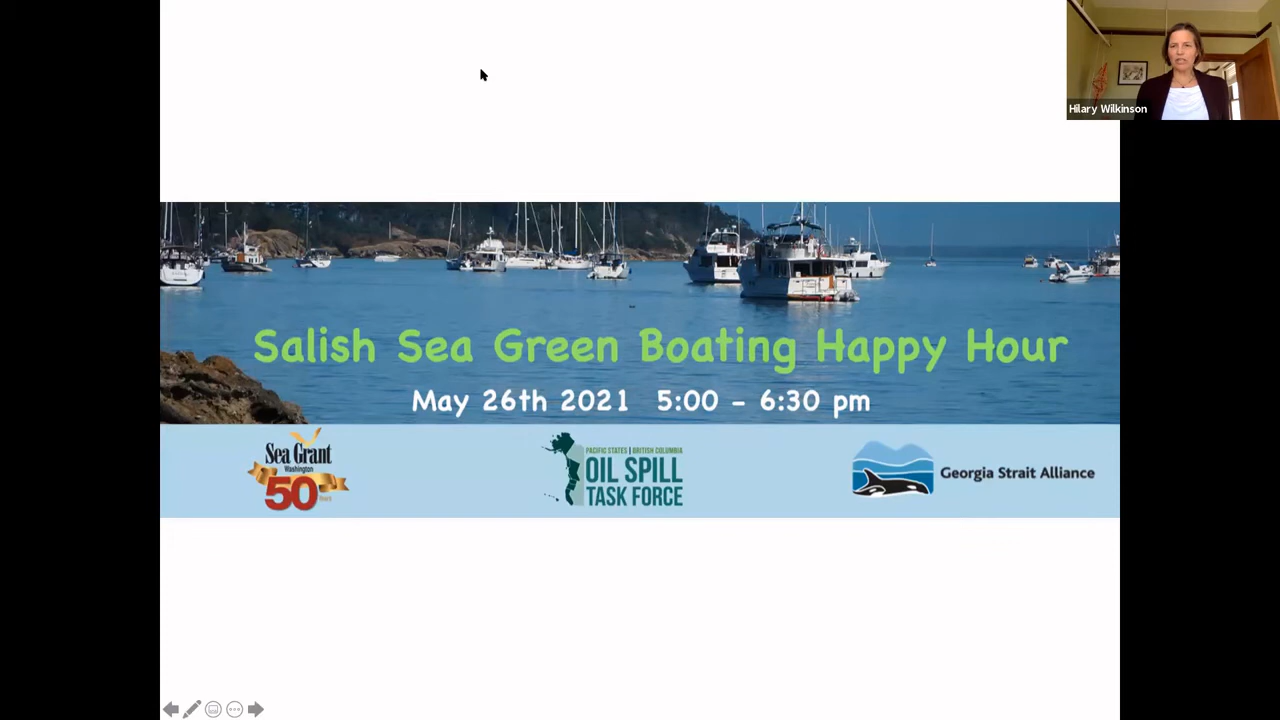 Hilary Wilkinson
Salish Sea Green Boating Happy Hour
May 26th 2021 5:00 - 6:30 pm
Sea Grant
Washington
50
PACIFIC STATES | BRITISH COLUMBIA
OIL SPILL
TASK FORCE
Georgia Strait Alliance